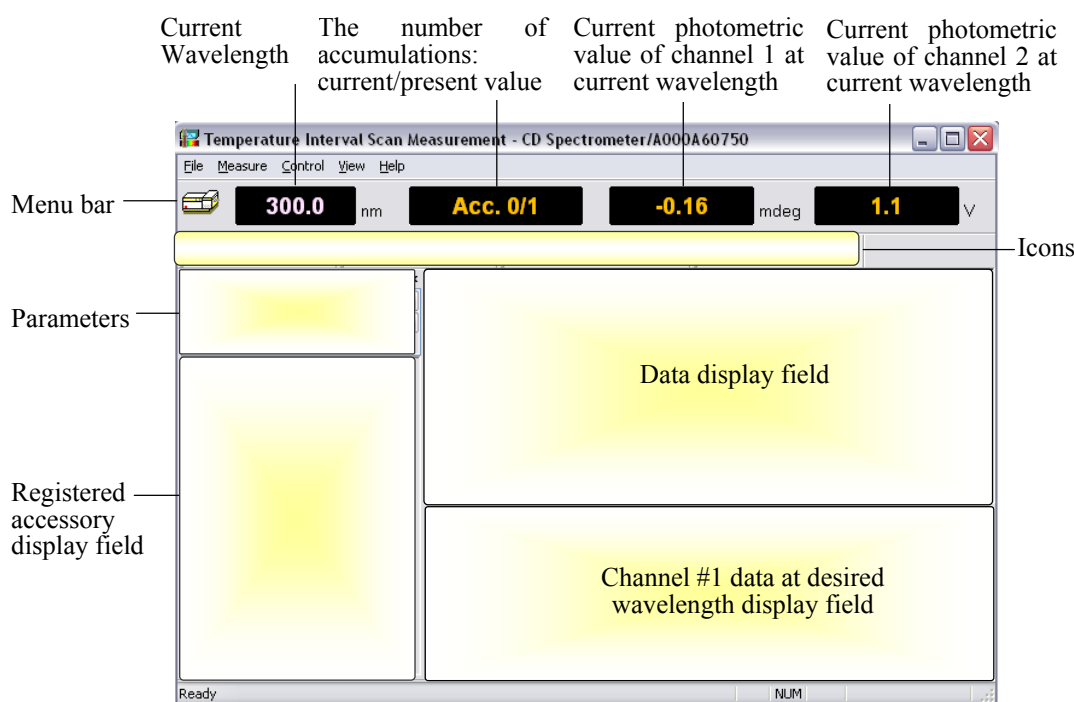 Current
Wavelength
The number of
accumulations:
current/present value
Current photometric
value of channel 1 at
current wavelength
Current photometric
value of channel 2 at
current wavelength
Temperature Interval Scan Measurement - CD Spectrometer/A000A60750
File Measure Control View Help
Menu bar
300.0 nm Acc. 0/1 -0.16 mdeg 1.1 V
Icons
Parameters
Data display field
Registered
accessory
display field
Channel #1 data at desired
wavelength display field
Ready NUM